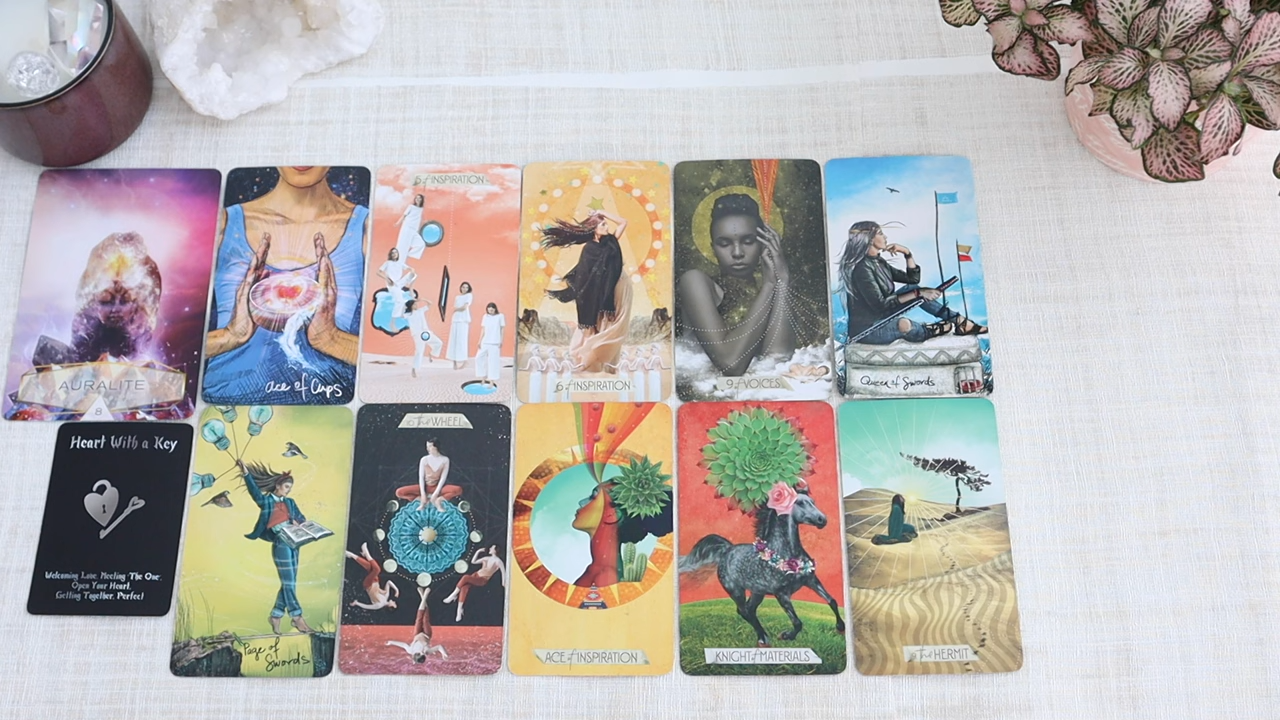 AURALITE
8
ace of Cups
5 of INSPIRATION
6 of INSPIRATION
9 of VOICES
Queen of Swords
Heart With a Key
Welcoming Love, Meeting The One,
Open Your Heart,
Getting Together, Perfect
Page of
Swords
The WHEEL
ACE of INSPIRATION
KNIGHT of MATERIALS
The HERMIT